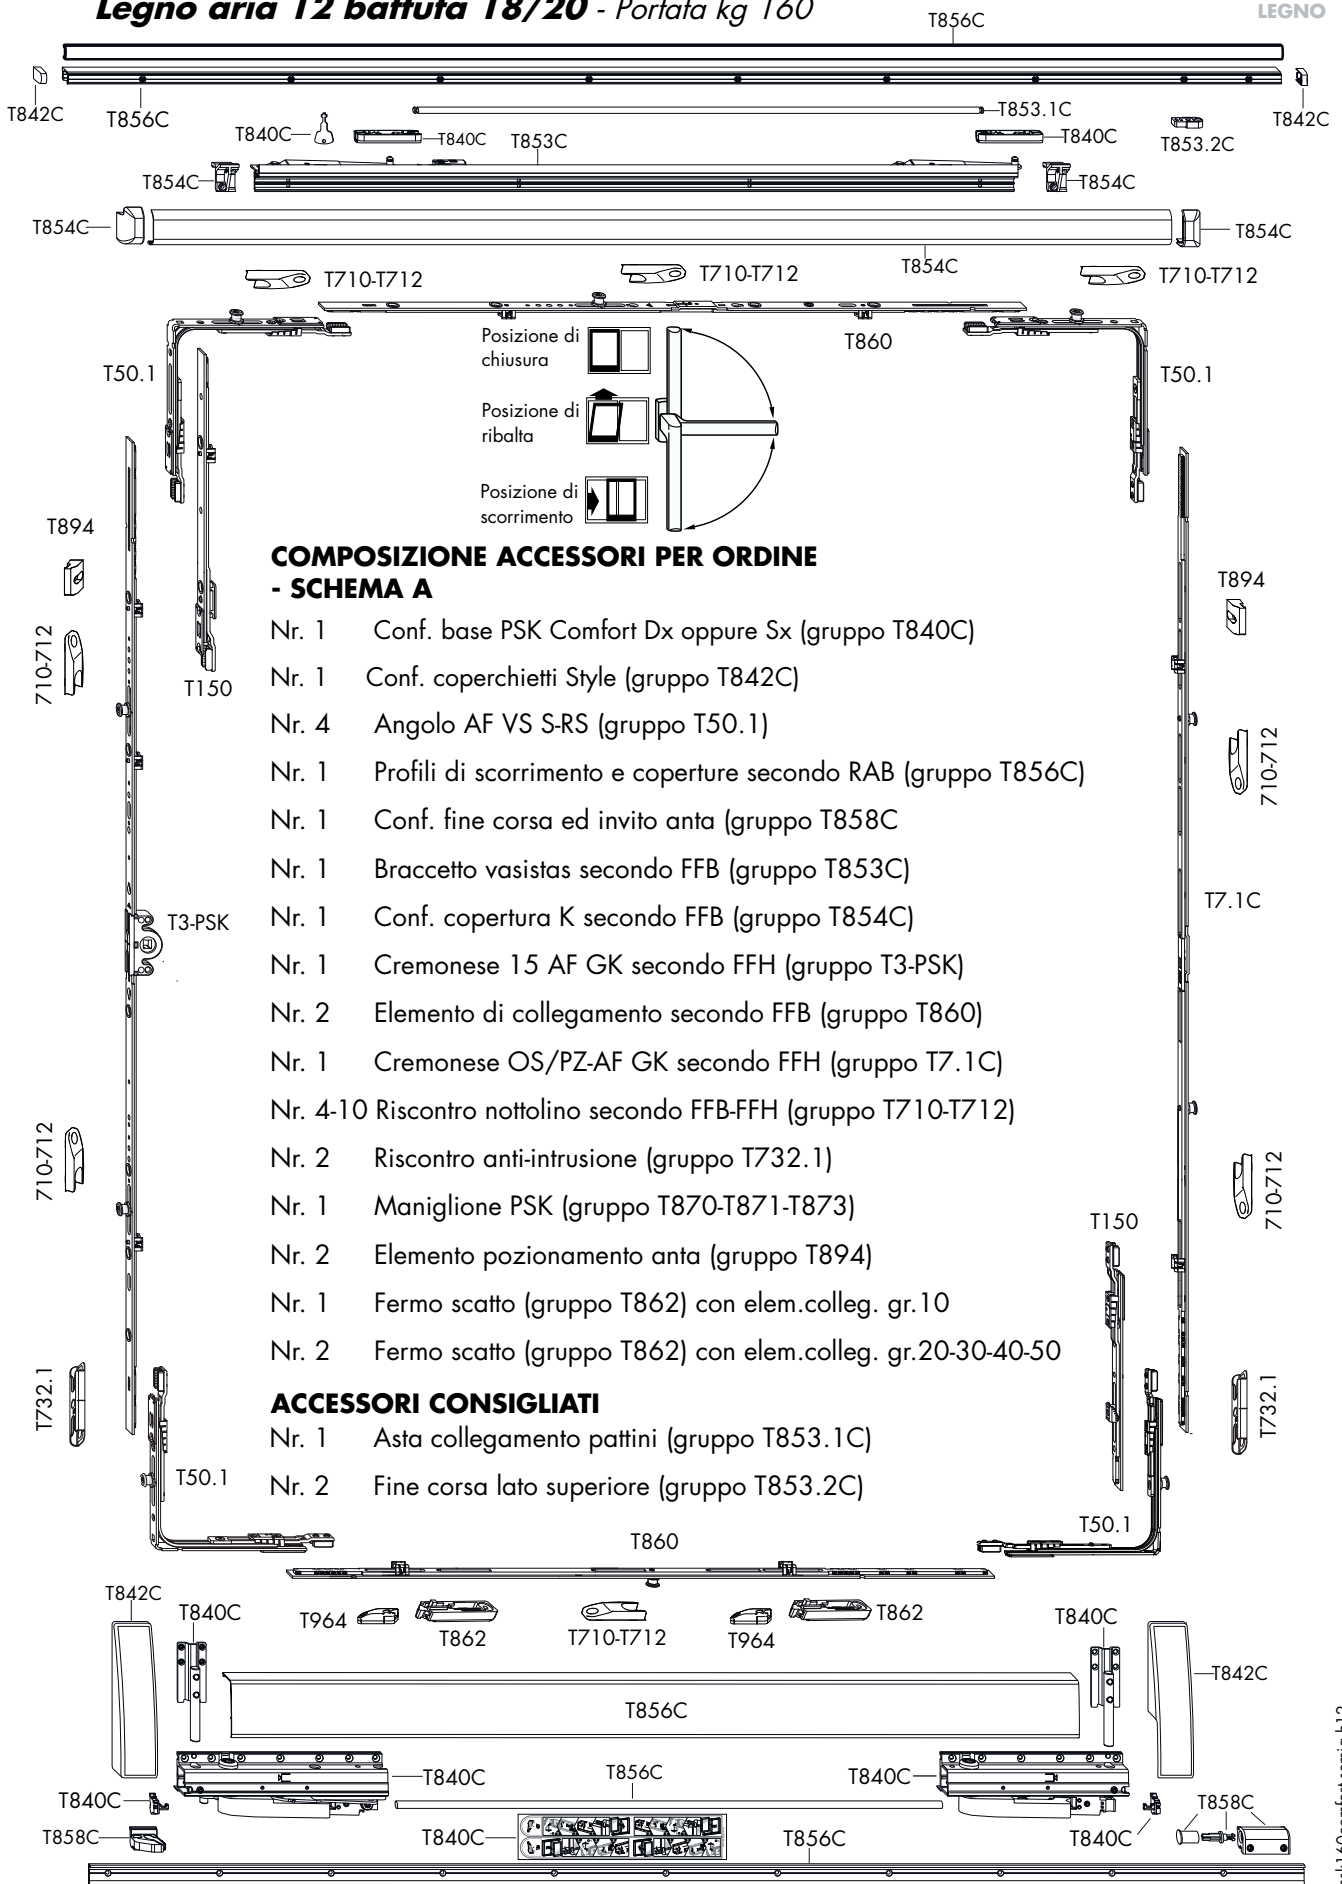 Legno aria 12 battuta 18/20 - Portata kg 160
LEGNO
T856C
T842C
T856C
T842C
T853.1C
T840C
T840C
T853C
T840C
T853.2C
T854C
T854C
T854C
T854C
T854C
T710-T712
T710-T712
T710-T712
T860
T50.1
T50.1
Posizione di
chiusura
Posizione di
ribalta
Posizione di
scorrimento
T894
T894
710-712
T150
710-712
T3-PSK
T7.1C
COMPOSIZIONE ACCESSORI PER ORDINE
- SCHEMA A
Nr. 1 Conf. base PSK Comfort Dx oppure Sx (gruppo T840C)
Nr. 1 Conf. coperchietti Style (gruppo T842C)
Nr. 4 Angolo AF VS S-RS (gruppo T50.1)
Nr. 1 Profili di scorrimento e coperture secondo RAB (gruppo T856C)
Nr. 1 Conf. fine corsa ed invito anta (gruppo T858C
Nr. 1 Braccetto vasistas secondo FFB (gruppo T853C)
Nr. 1 Conf. copertura K secondo FFB (gruppo T854C)
Nr. 1 Cremonese 15 AF GK secondo FFH (gruppo T3-PSK)
Nr. 2 Elemento di collegamento secondo FFB (gruppo T860)
Nr. 1 Cremonese OS/PZ-AF GK secondo FFH (gruppo T7.1C)
Nr. 4-10 Riscontro nottolino secondo FFB-FFH (gruppo T710-T712)
Nr. 2 Riscontro anti-intrusione (gruppo T732.1)
Nr. 1 Maniglione PSK (gruppo T870-T871-T873)
Nr. 2 Elemento pozionamento anta (gruppo T894)
Nr. 1 Fermo scatto (gruppo T862) con elem.colleg. gr.10
Nr. 2 Fermo scatto (gruppo T862) con elem.colleg. gr.20-30-40-50
ACCESSORI CONSIGLIATI
Nr. 1 Asta collegamento pattini (gruppo T853.1C)
Nr. 2 Fine corsa lato superiore (gruppo T853.2C)
710-712
710-712
T150
T732.1
T732.1
T50.1
T50.1
T860
T842C
T840C
T964
T862
T710-T712
T964
T862
T840C
T842C
T856C
T840C
T856C
T840C
T840C
T858C
T858C
T840C
T856C
T840C